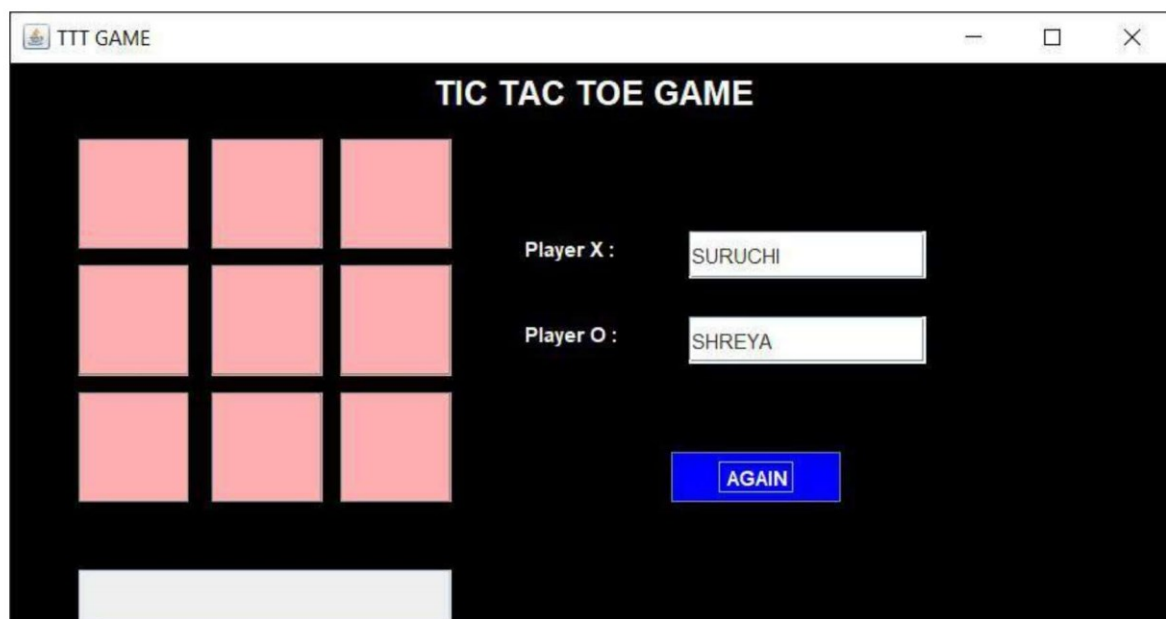 TTT GAME
TIC TAC TOE GAME
Player X : SURUCHI
Player O : SHREYA
AGAIN